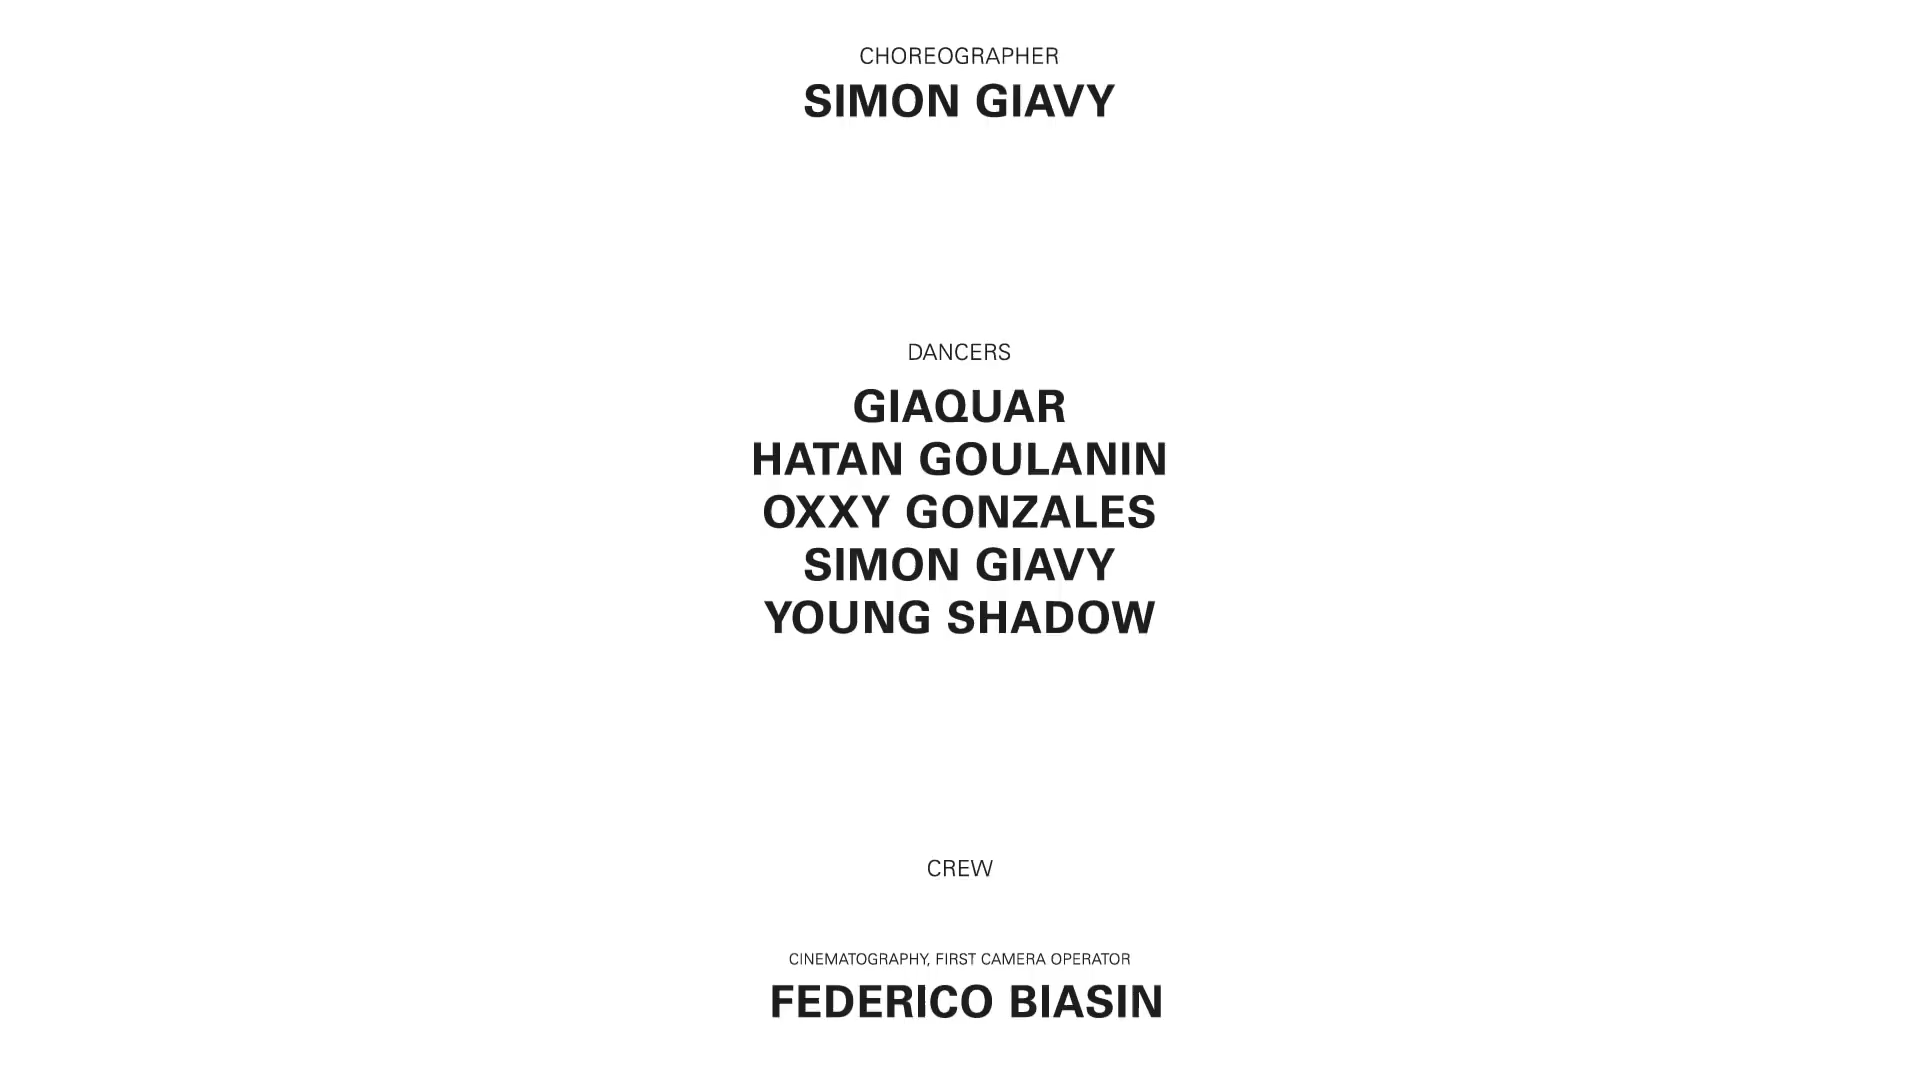 CHOREOGRAPHER
SIMON GIAVY
DANCERS
GIAQUAR
HATAN GOULANIN
OXXY GONZALES
SIMON GIAVY
YOUNG SHADOW
CREW
CINEMATOGRAPHY, FIRST CAMERA OPERATOR
FEDERICO BIASIN